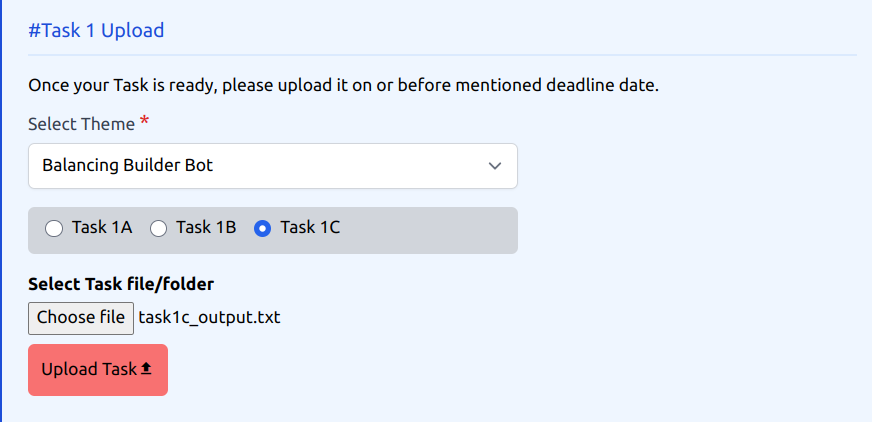 #Task 1 Upload
Once your Task is ready, please upload it on or before mentioned deadline date.
Select Theme *
Balancing Builder Bot
Task 1A Task 1B Task 1C
Select Task file/folder
Choose file task1c_output.txt
Upload Task